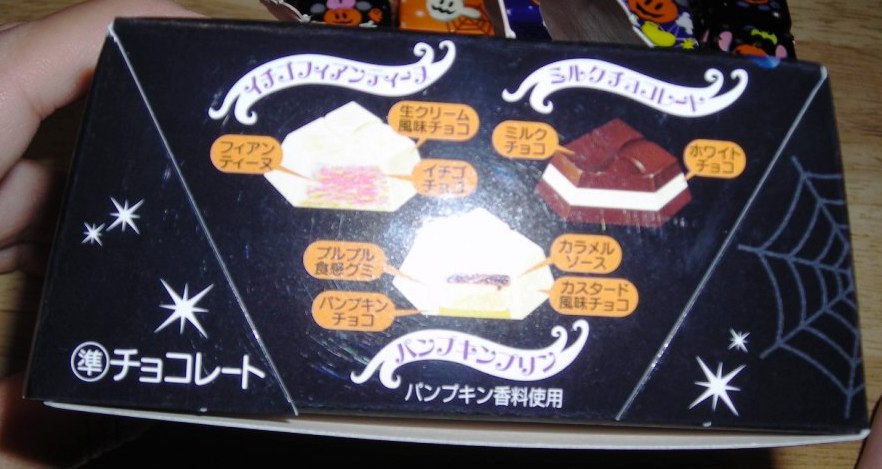 イチゴフィアンティーヌ
ミルクチョコレート
生クリーム
風味チョコ
フィアン
ティーヌ
イチゴ
チョコ
ミルク
チョコ
ホワイト
チョコ
プルプル
食感グミ
カラメル
ソース
パンプキン
チョコ
カスタード
風味チョコ
パンプキンプリン
パンプキン香料使用
準チョコレート